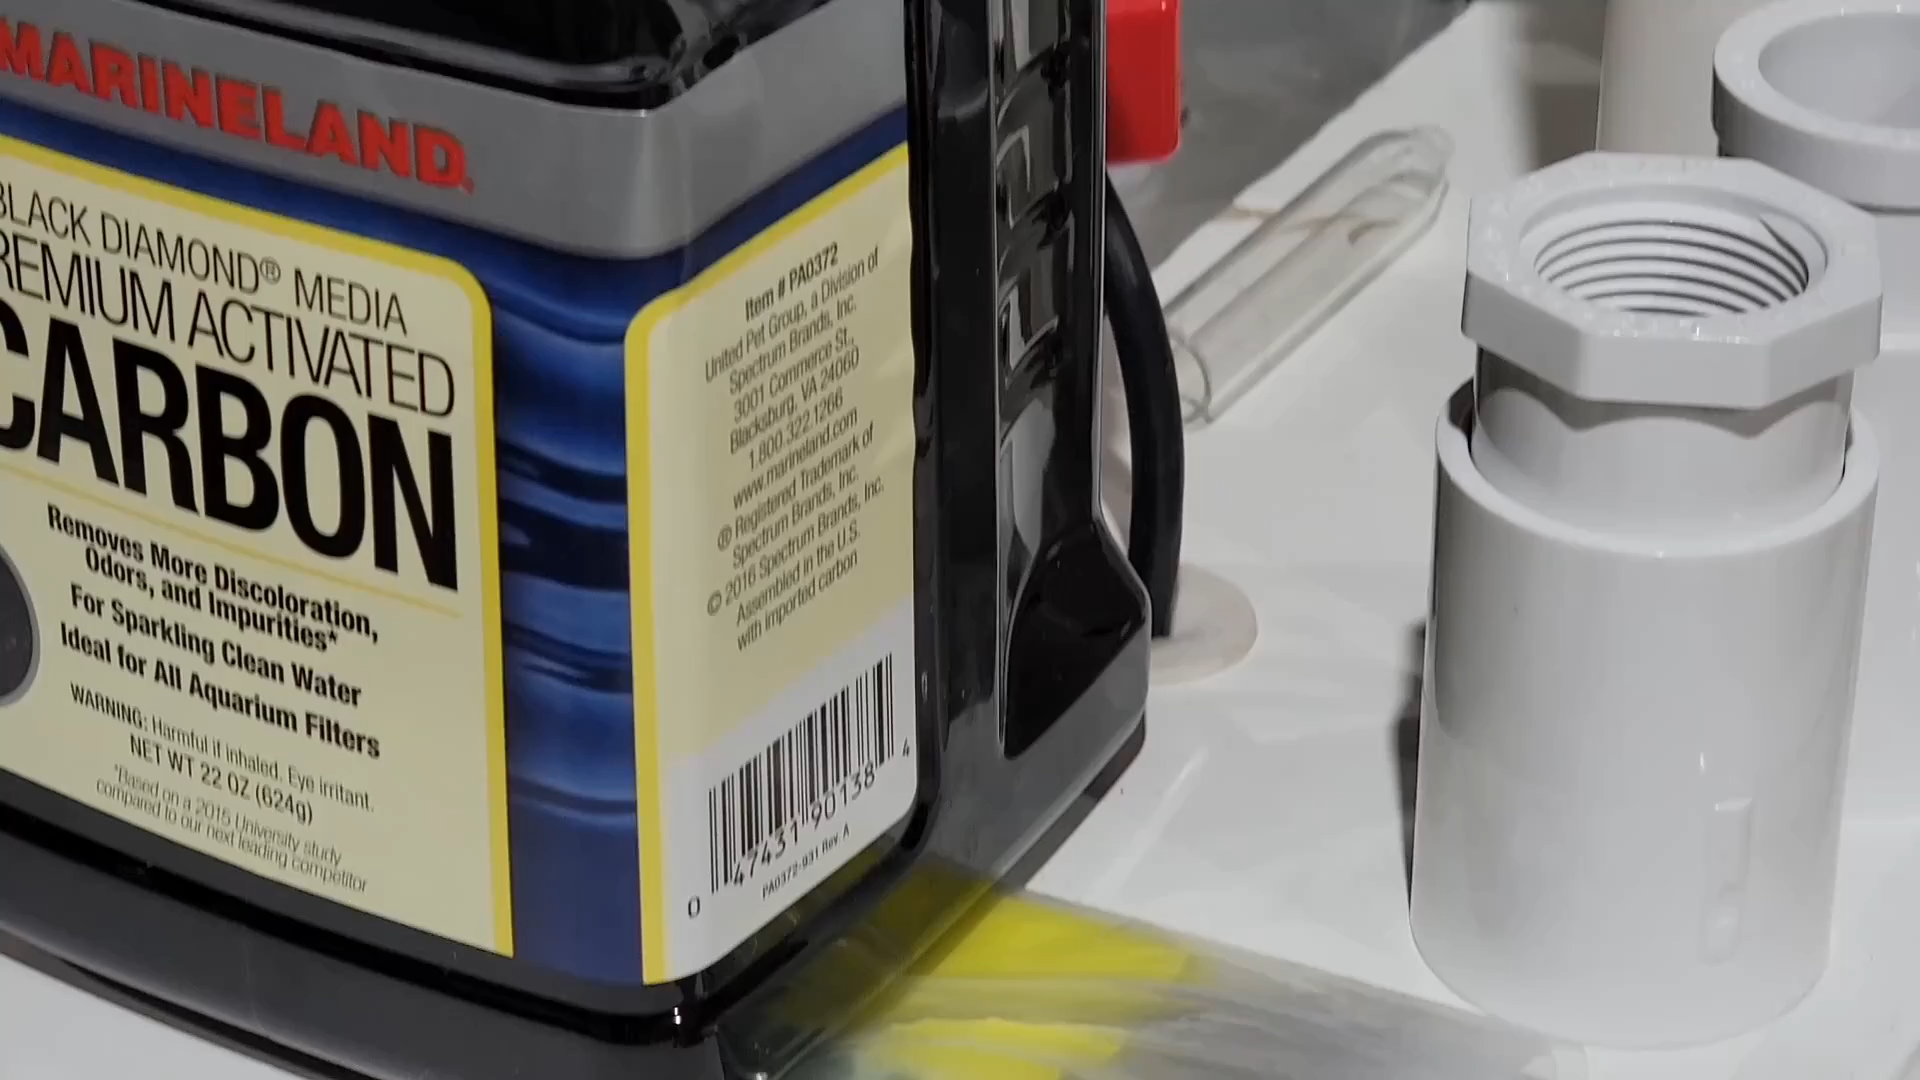 MARINELAND
BLACK DIAMOND® MEDIA
PREMIUM ACTIVATED
CARBON
Removes More Discoloration,
Odors, and Impurities*
For Sparkling Clean Water
Ideal for All Aquarium Filters
WARNING: Harmful if inhaled. Eye irritant.
NET WT 22 OZ (624g)
*Based on a 2015 University study
compared to our next leading competitor
Item # PA0372
United Pet Group, a Division of
Spectrum Brands, Inc.
3001 Commerce St.,
Blacksburg, VA 24060
1.800.322.1266
www.marineland.com
® Registered Trademark of
Spectrum Brands, Inc.
© 2016 Spectrum Brands, Inc.
Assembled in the U.S.
with imported carbon
0 47431 90138 4
PA0372-931 Rev. A